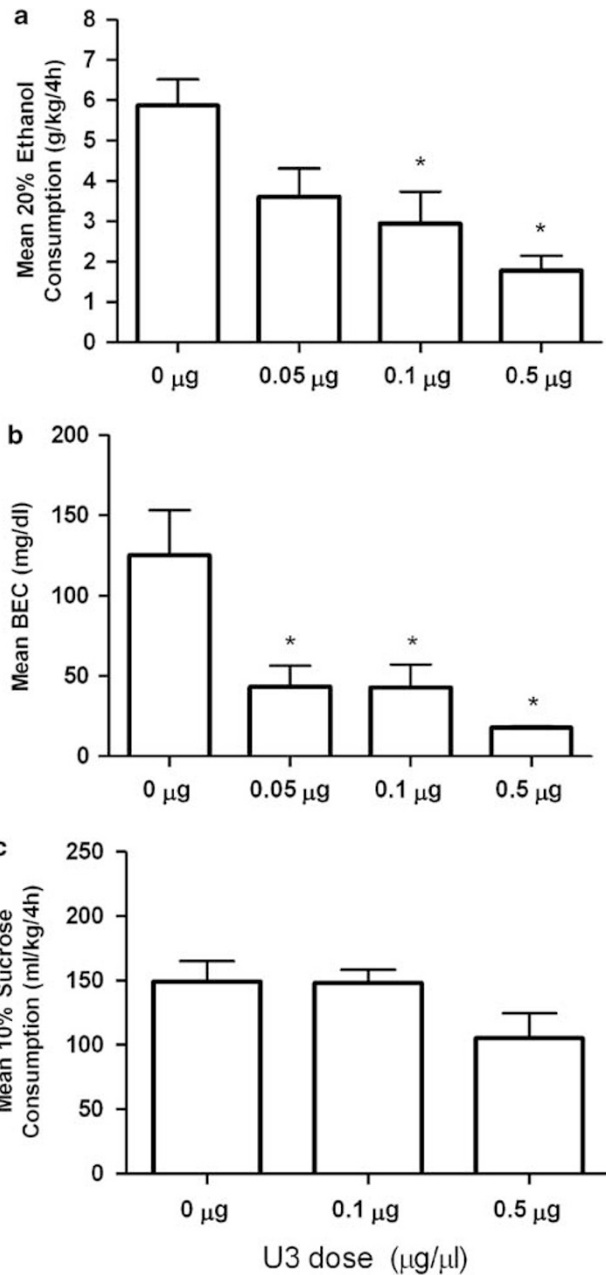 a
Mean 20% Ethanol
Consumption (g/kg/4h)
8
7
6
5
4
3
2
1
0
*
*
0 μg 0.05 μg 0.1 μg 0.5 μg
b
Mean BEC (mg/dl)
200
150
100
50
0
* * *
0 μg 0.05 μg 0.1 μg 0.5 μg
c
Mean 10% Sucrose
Consumption (ml/kg/4h)
250
200
150
100
50
0
0 μg 0.1 μg 0.5 μg
U3 dose (μg/μl)